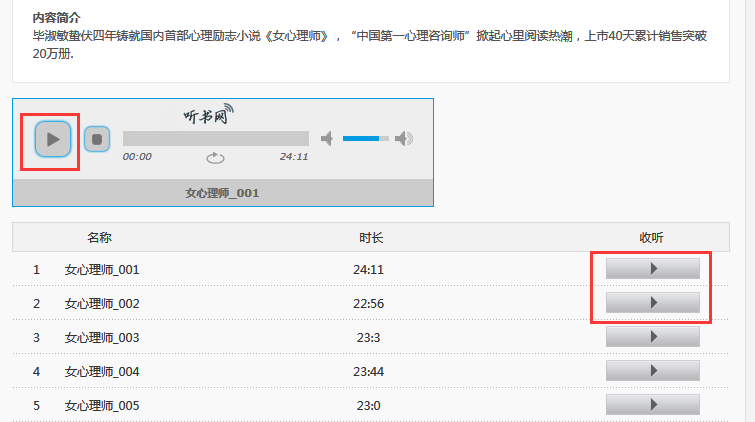 内容简介
毕淑敏蛰伏四年铸就国内首部心理励志小说《女心理师》，“中国第一心理咨询师”掀起心里阅读热潮，上市40天累计销售突破
20万册.
听书网
00:00 24:11
女心理师_001
名称 时长 收听
1 女心理师_001 24:11
2 女心理师_002 22:56
3 女心理师_003 23:3
4 女心理师_004 23:44
5 女心理师_005 23:0